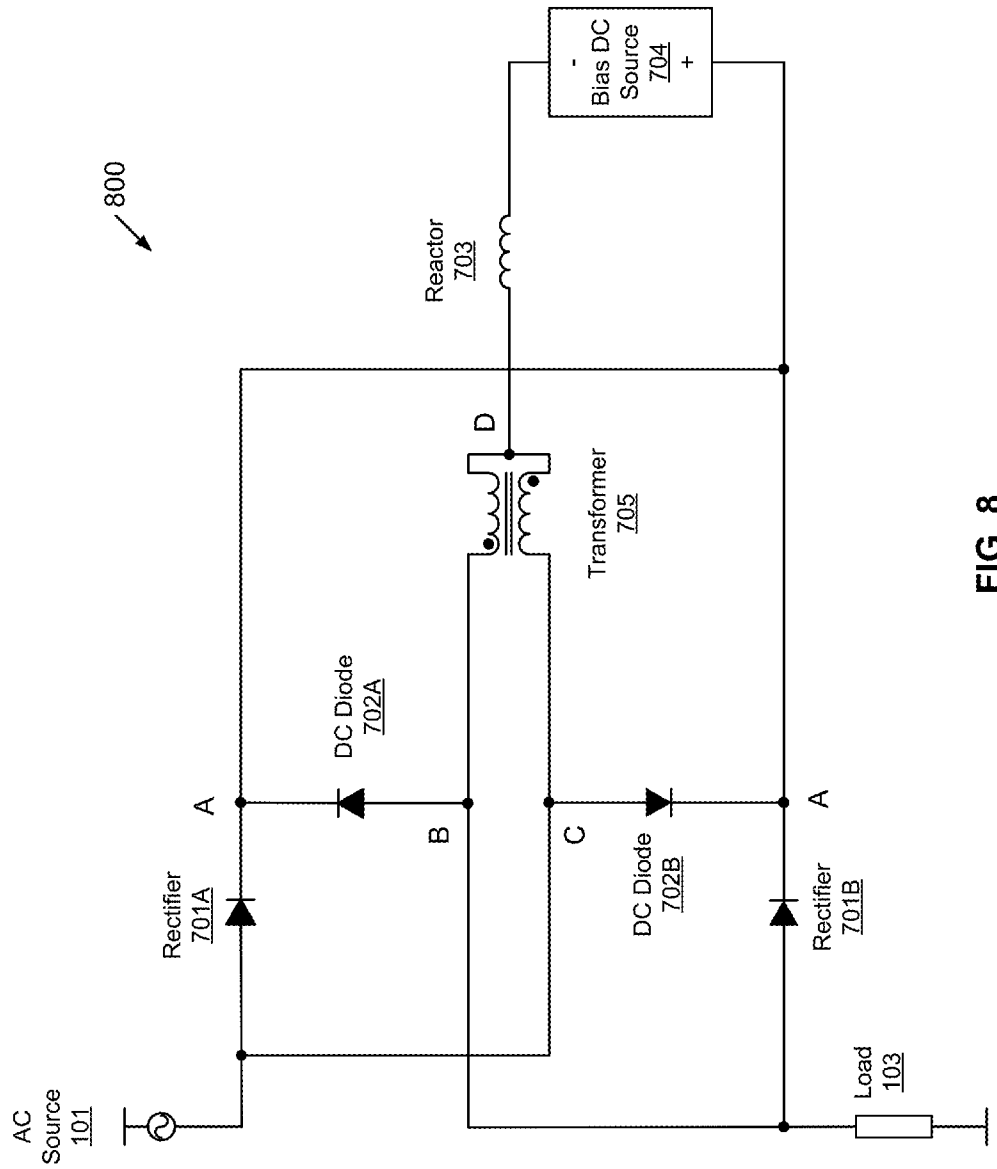 AC
Source
101
800
Rectifier
701A
A
DC Diode
702A
B
D
Reactor
703
-
Bias DC
Source
704
+
C
Transformer
705
DC Diode
702B
A
Rectifier
701B
Load
103
FIG. 8